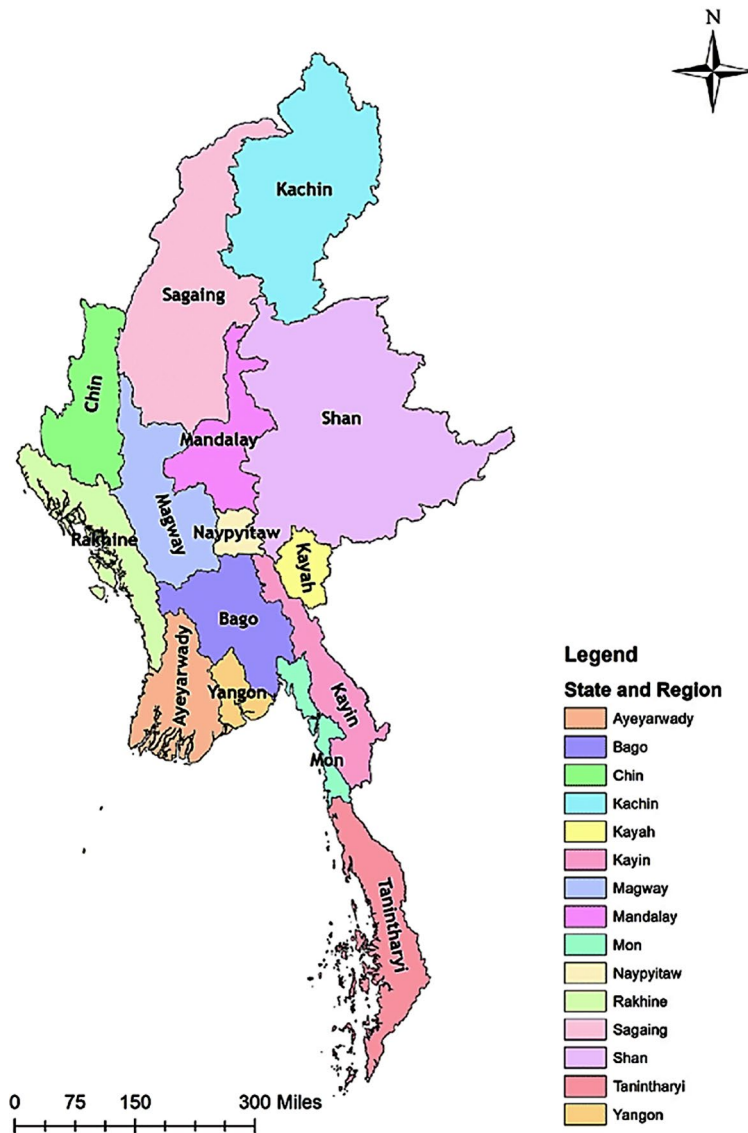 N
Kachin
Sagaing
Chin
Shan
Mandalay
Magway
Naypyitaw
Rakhine
Kayah
Bago
Ayeyarwady
Yangon
Kayin
Mon
Tanintharyi
Legend
State and Region
Ayeyarwady
Bago
Chin
Kachin
Kayah
Kayin
Magway
Mandalay
Mon
Naypyitaw
Rakhine
Sagaing
Shan
Tanintharyi
Yangon
0 75 150 300 Miles